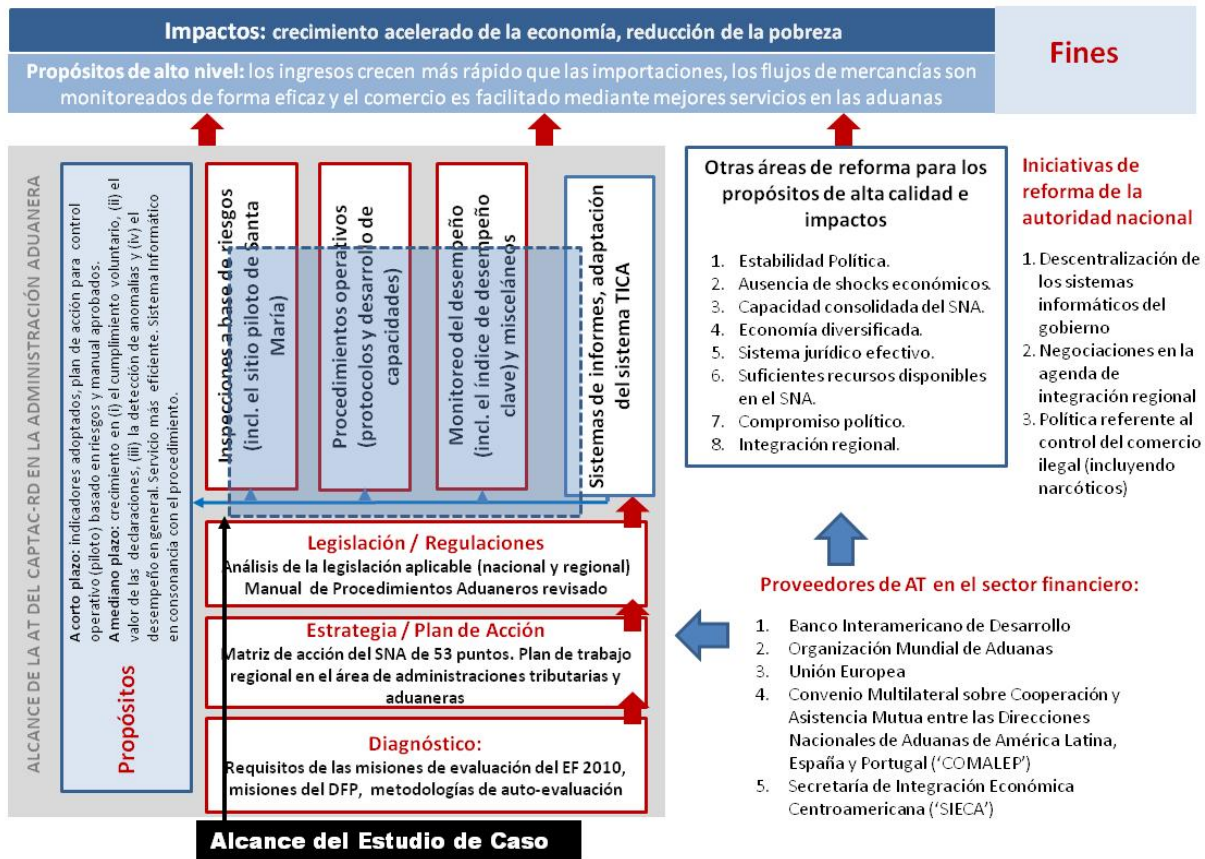 Impactos: crecimiento acelerado de la economía, reducción de la pobreza
Propósitos de alto nivel: los ingresos crecen más rápido que las importaciones, los flujos de mercancías son
monitoreados de forma eficaz y el comercio es facilitado mediante mejores servicios en las aduanas
Fines
ALCANCE DE LA AT DEL CAPTAC-RD EN LA ADMINISTRACIÓN ADUANERA
Propósitos
A corto plazo: indicadores adoptados, plan de acción para control
operativo (piloto) basado en riesgos y manual aprobados.
A mediano plazo: crecimiento en (i) el cumplimiento voluntario, (ii) el
valor de las declaraciones, (iii) la detección de anomalias y (iv) el
desempeño en general. Servicio más eficiente. Sistema Informático
en consonancia con el procedimiento.
Inspecciones a base de riesgos
(incl. el sitio piloto de Santa
María)
Procedimientos operativos
(protocolos y desarrollo de
capacidades)
Monitoreo del desempeño
(incl. el índice de desempeño
clave) y misceláneos
Sistemas de informes, adaptación
del sistema TICA
Legislación / Regulaciones
Análisis de la legislación aplicable (nacional y regional)
Manual de Procedimientos Aduaneros revisado
Estrategia / Plan de Acción
Matriz de acción del SNA de 53 puntos. Plan de trabajo
regional en el área de administraciones tributarias y
aduaneras
Diagnóstico:
Requisitos de las misiones de evaluación del EF 2010,
misiones del DFP, metodologías de auto-evaluación
Alcance del Estudio de Caso
Otras áreas de reforma para los
propósitos de alta calidad e
impactos
1. Estabilidad Política.
2. Ausencia de shocks económicos.
3. Capacidad consolidada del SNA.
4. Economía diversificada.
5. Sistema jurídico efectivo.
6. Suficientes recursos disponibles
en el SNA.
7. Compromiso político.
8. Integración regional.
Iniciativas de
reforma de la
autoridad nacional
1. Descentralización de
los sistemas
informáticos del
gobierno
2. Negociaciones en la
agenda de
integración regional
3. Política referente al
control del comercio
ilegal (incluyendo
narcóticos)
Proveedores de AT en el sector financiero:
1. Banco Interamericano de Desarrollo
2. Organización Mundial de Aduanas
3. Unión Europea
4. Convenio Multilateral sobre Cooperación y
Asistencia Mutua entre las Direcciones
Nacionales de Aduanas de América Latina,
España y Portugal ('COMALEP')
5. Secretaría de Integración Económica
Centroamericana ('SIECA')